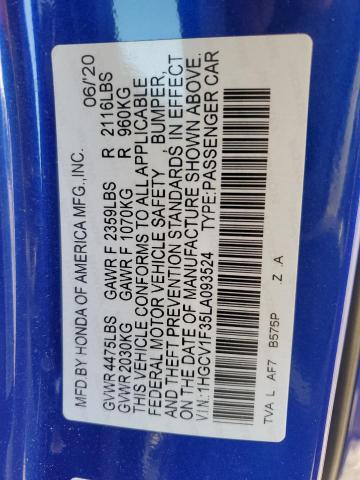 MFD BY HONDA OF AMERICA MFG., INC. 06/'20
GVWR 4475LBS GAWR F 2359LBS R 2116LBS
GVWR 2030KG GAWR F 1070KG R 960KG
THIS VEHICLE CONFORMS TO ALL APPLICABLE
FEDERAL MOTOR VEHICLE SAFETY, BUMPER,
AND THEFT PREVENTION STANDARDS IN EFFECT
ON THE DATE OF MANUFACTURE SHOWN ABOVE.
V.I.N.:1HGCV1F35LA093524 TYPE:PASSENGER CAR
TVA L AF7 B575P .Z .A